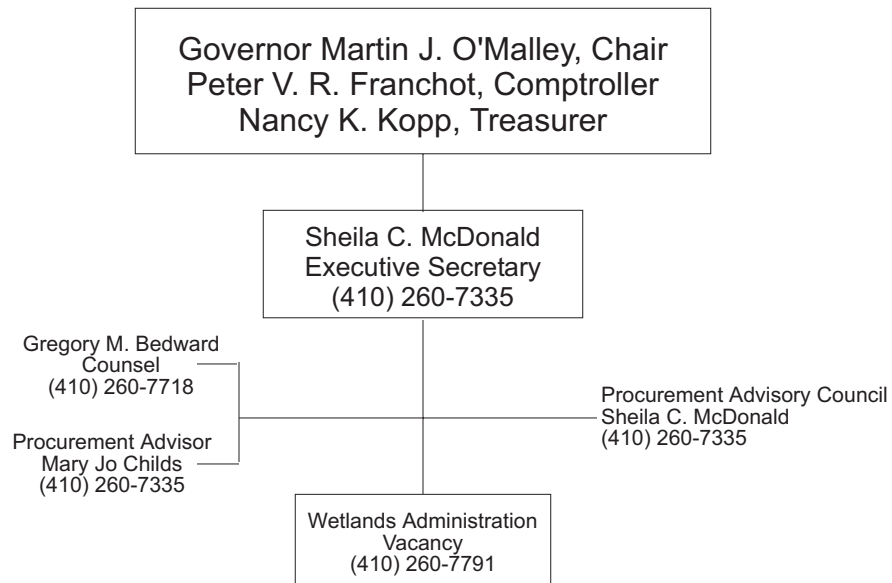 Governor Martin J. O'Malley, Chair
Peter V. R. Franchot, Comptroller
Nancy K. Kopp, Treasurer
Sheila C. McDonald
Executive Secretary
(410) 260-7335
Gregory M. Bedward
Counsel
(410) 260-7718
Procurement Advisory Council
Sheila C. McDonald
(410) 260-7335
Procurement Advisor
Mary Jo Childs
(410) 260-7335
Wetlands Administration
Vacancy
(410) 260-7791